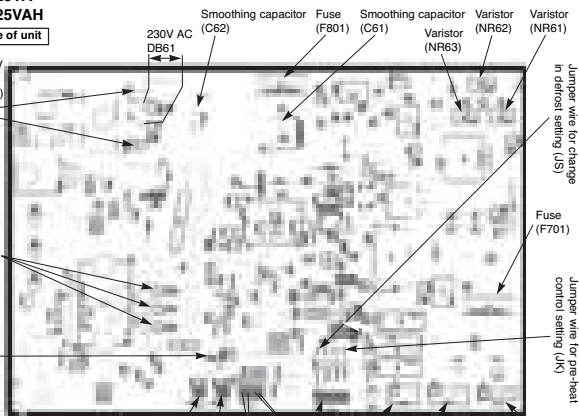 25VAH
e of unit
230V AC
DB61
Smoothing capacitor
(C62)
Fuse
(F801)
Smoothing capacitor
(C61)
Varistor
(NR63)
Varistor
(NR62)
Varistor
(NR61)
Jumper wire for change
in defrost setting (JS)
Fuse
(F701)
Jumper wire for pre-heat
control setting (JK)